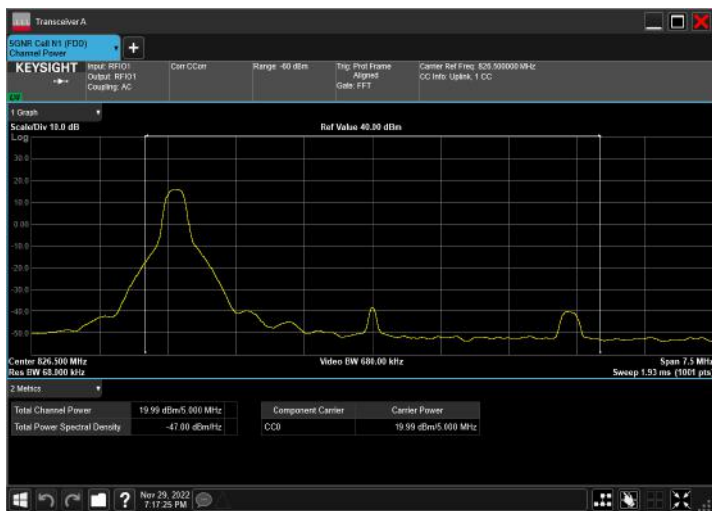 Transceiver A
5GNR Cell N1 (FDD)
Channel Power
KEYSIGHT
Input: RFIO1
Output: RFIO1
Coupling: AC
Corr CCorr
Range: -60 dBm
Trig: Prot Frame
Aligned
Gate: FFT
Carrier Ref Freq: 826.500000 MHz
CC Info: Uplink, 1 CC
1 Graph
Scale/Div 10.0 dB
Ref Value 40.00 dBm
Log
30.0
20.0
10.0
0.00
-10.0
-20.0
-30.0
-40.0
-50.0
Center 826.500 MHz
Video BW 680.00 kHz
Span 7.5 MHz
Res BW 68.000 kHz
Sweep 1.93 ms (1001 pts)
2 Metrics
Total Channel Power 19.99 dBm/5.000 MHz
Total Power Spectral Density -47.00 dBm/Hz
Component Carrier Carrier Power
CC0 19.99 dBm/5.000 MHz
Nov 29, 2022
7:17:25 PM